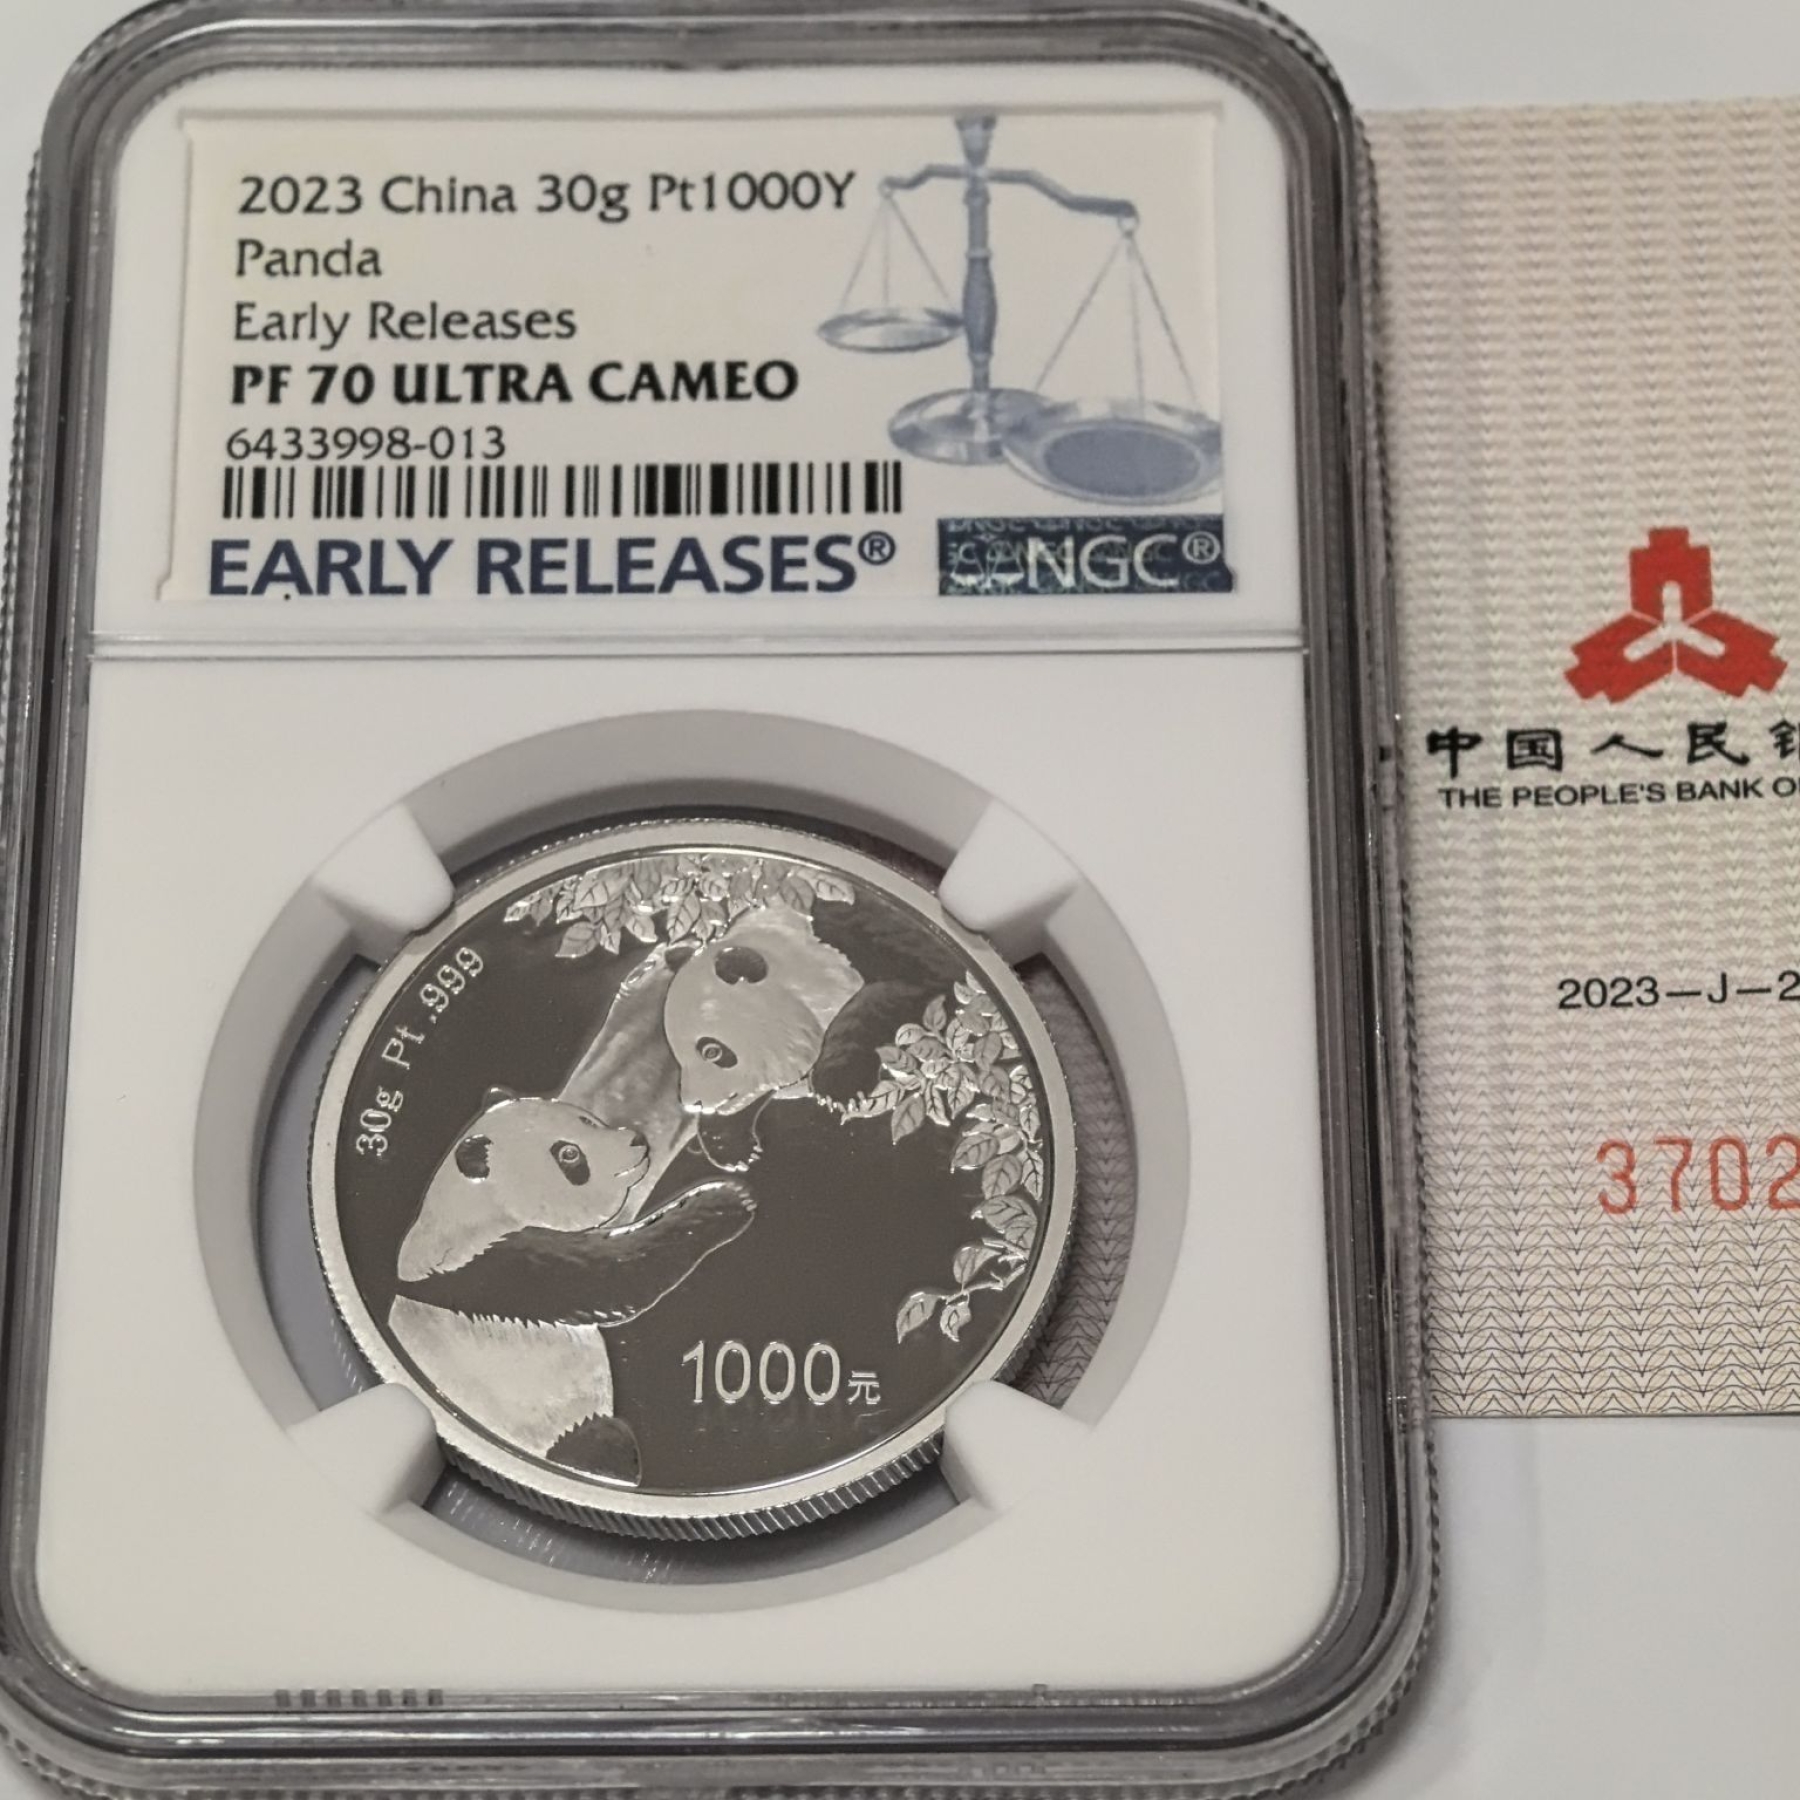 2023 China 30g Pt1000Y
Panda
Early Releases
PF 70 ULTRA CAMEO
6433998-013
EARLY RELEASES®
NGC®
30g Pt .999
1000元
中国人民银
THE PEOPLE'S BANK O
2023—J—2
3702